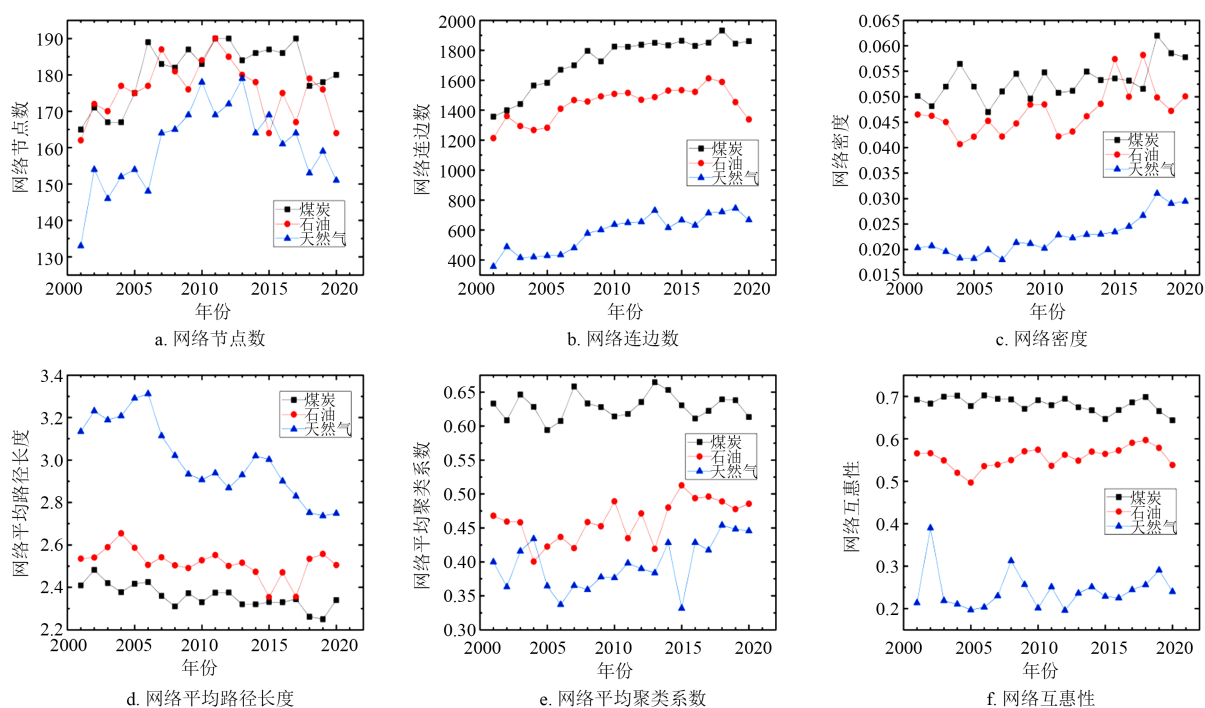 190
180
170
160
150
140
130
网络节点数
煤炭
石油
天然气
2000 2005 2010 2015 2020
年份
a. 网络节点数
2000
1800
1600
1400
1200
1000
800
600
400
网络连边数
煤炭
石油
天然气
2000 2005 2010 2015 2020
年份
b. 网络连边数
0.065
0.060
0.055
0.050
0.045
0.040
0.035
0.030
0.025
0.020
0.015
网络密度
煤炭
石油
天然气
2000 2005 2010 2015 2020
年份
c. 网络密度
3.4
3.2
3.0
2.8
2.6
2.4
2.2
网络平均路径长度
煤炭
石油
天然气
2000 2005 2010 2015 2020
年份
d. 网络平均路径长度
0.65
0.60
0.55
0.50
0.45
0.40
0.35
0.30
网络平均聚类系数
煤炭
石油
天然气
2000 2005 2010 2015 2020
年份
e. 网络平均聚类系数
0.7
0.6
0.5
0.4
0.3
0.2
网络互惠性
煤炭
石油
天然气
2000 2005 2010 2015 2020
年份
f. 网络互惠性